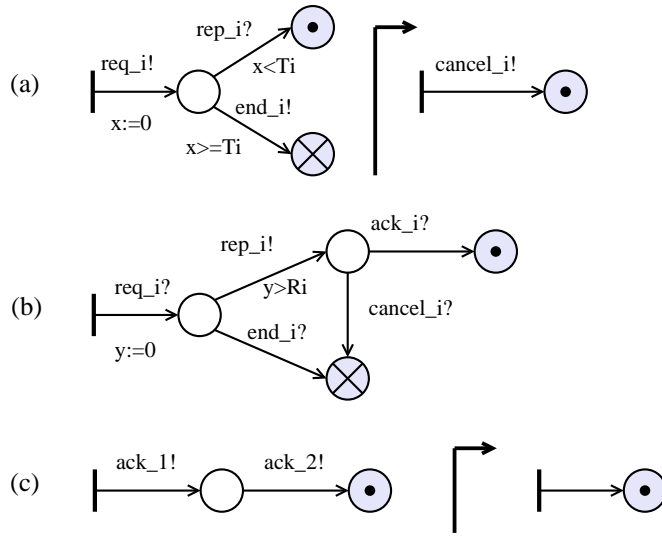 (a)
req_i!
x:=0
rep_i?
x<Ti
end_i!
x>=Ti
cancel_i!
(b)
req_i?
y:=0
rep_i!
y>Ri
end_i?
ack_i?
cancel_i?
(c)
ack_1!
ack_2!